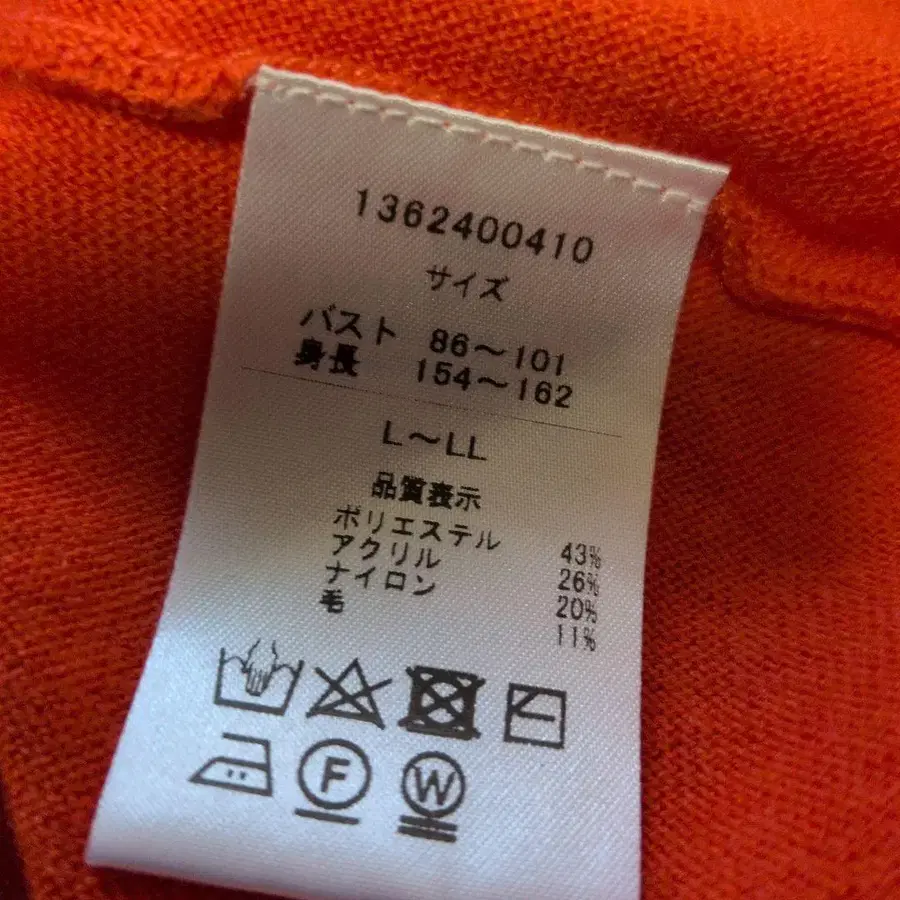 1362400410
サイズ
バスト 86～101
身長 154～162
L～LL
品質表示
ポリエステル 43%
アクリル 26%
ナイロン 20%
毛 11%
F W